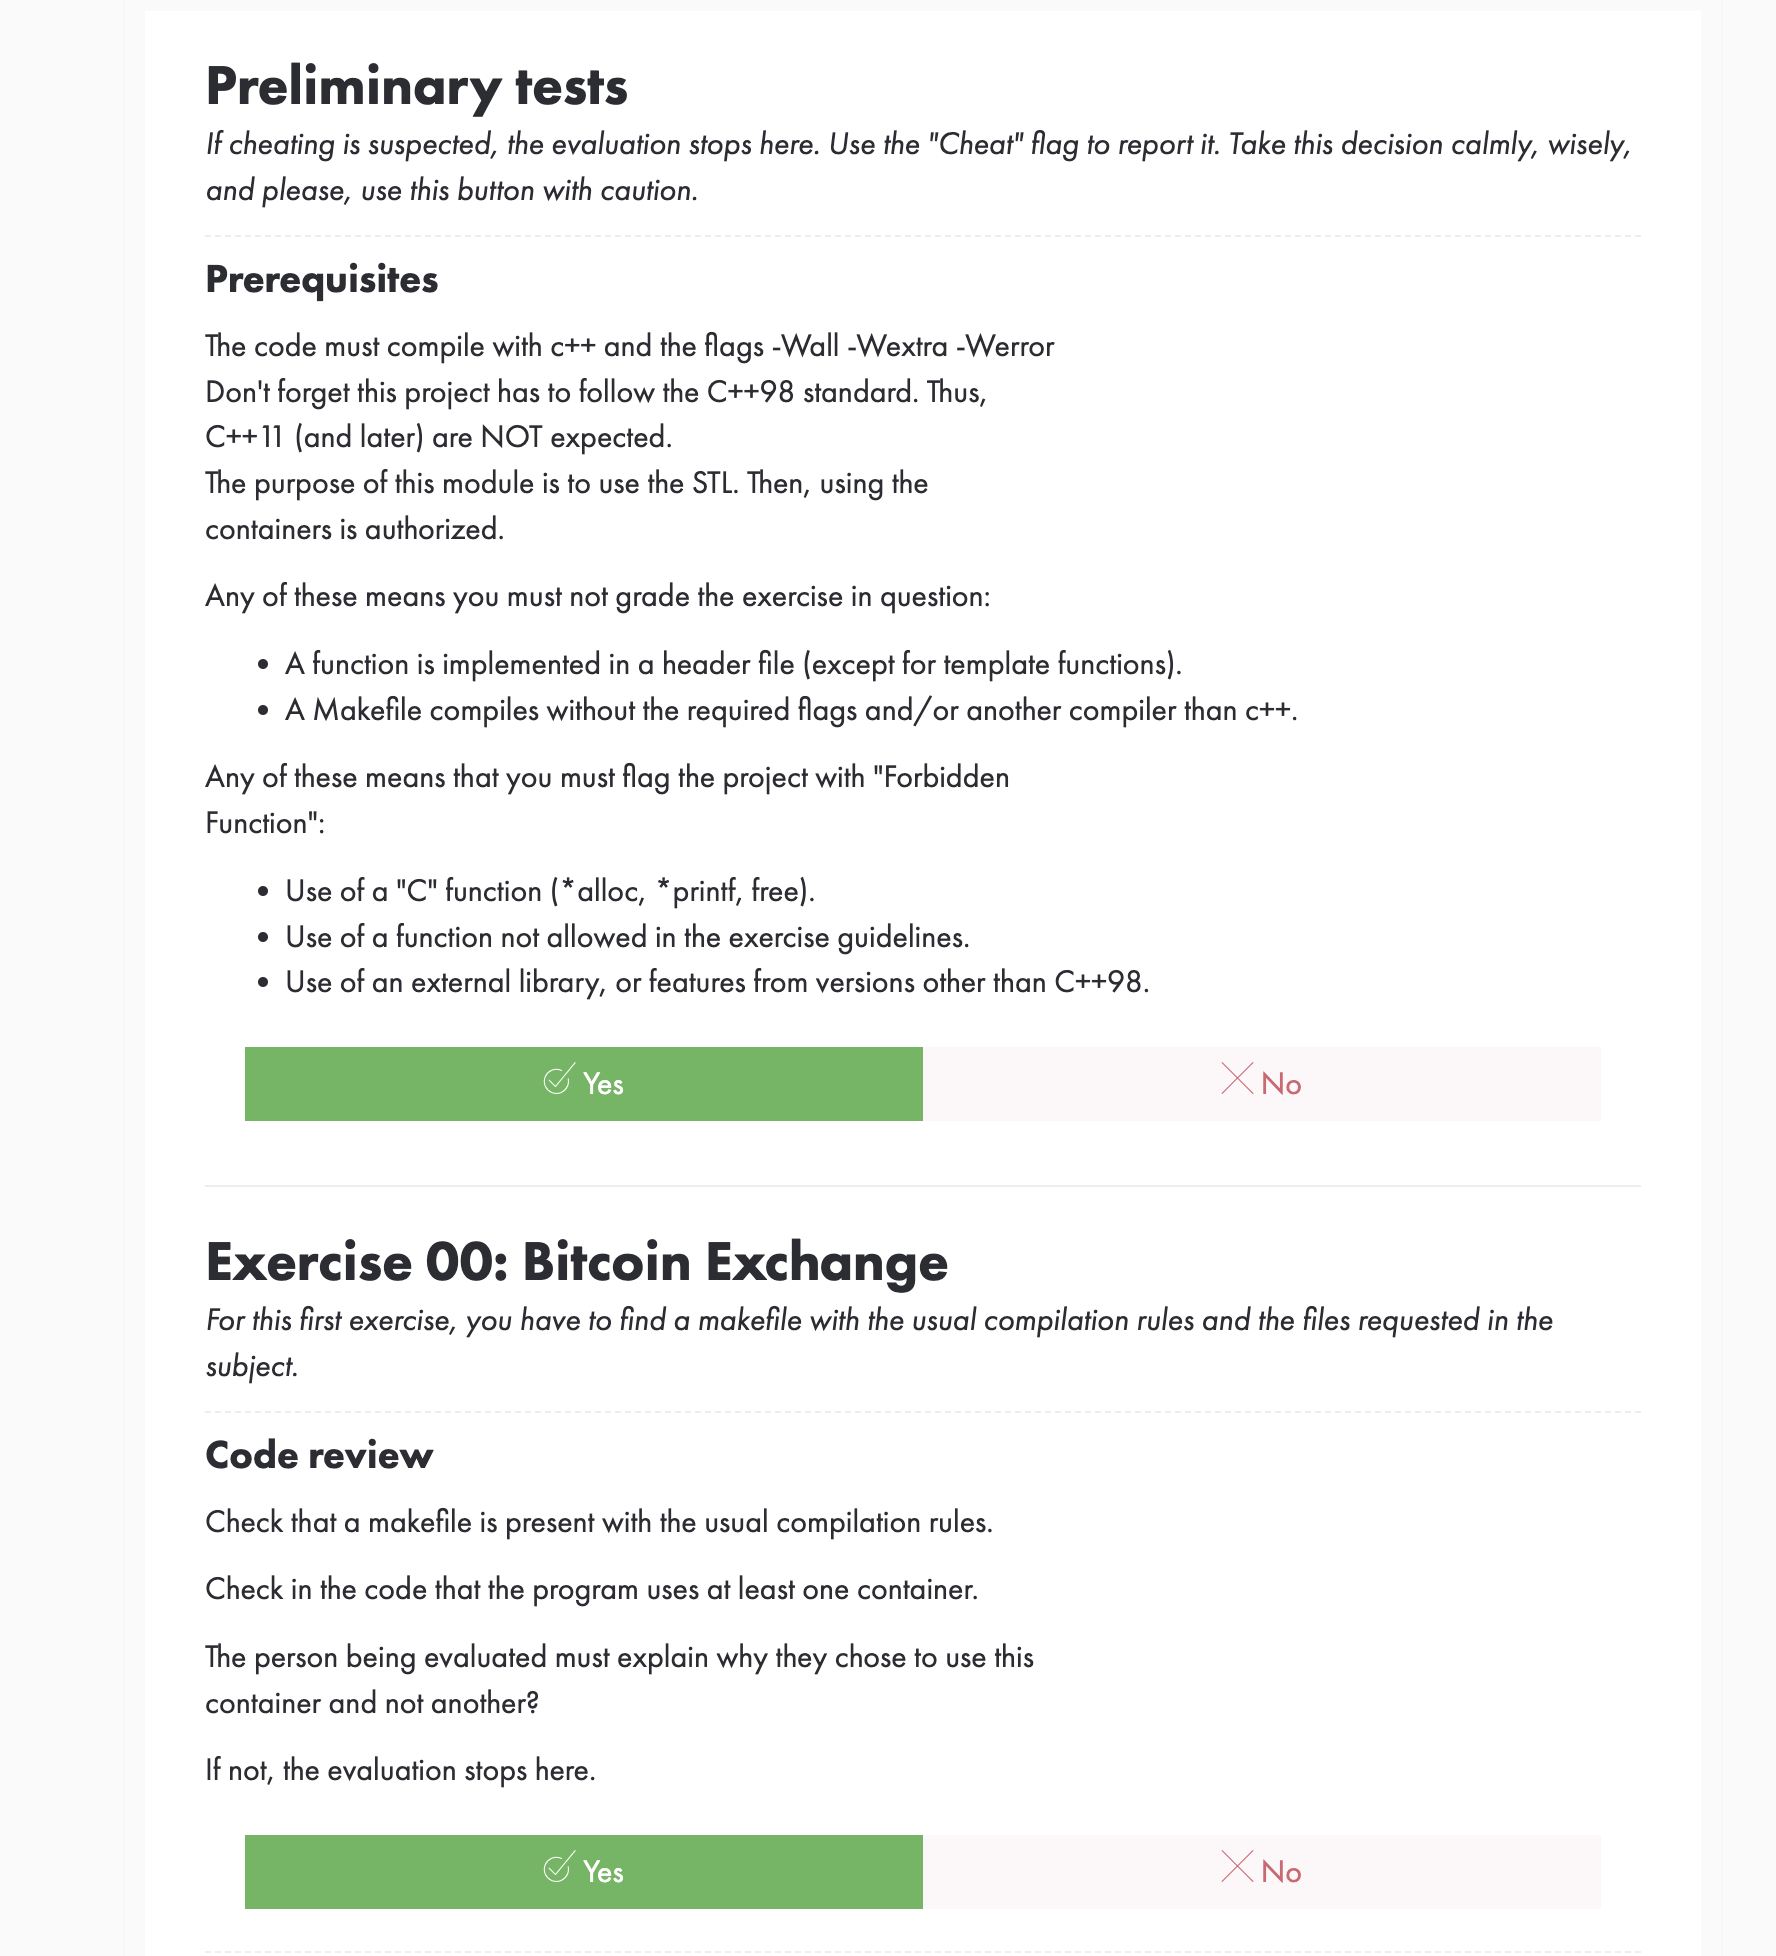 Preliminary tests
If cheating is suspected, the evaluation stops here. Use the "Cheat" flag to report it. Take this decision calmly, wisely,
and please, use this button with caution.
Prerequisites
The code must compile with c++ and the flags -Wall -Wextra -Werror
Don't forget this project has to follow the C++98 standard. Thus,
C++11 (and later) are NOT expected.
The purpose of this module is to use the STL. Then, using the
containers is authorized.
Any of these means you must not grade the exercise in question:
• A function is implemented in a header file (except for template functions).
• A Makefile compiles without the required flags and/or another compiler than c++.
Any of these means that you must flag the project with "Forbidden
Function":
• Use of a "C" function (*alloc, *printf, free).
• Use of a function not allowed in the exercise guidelines.
• Use of an external library, or features from versions other than C++98.
Yes No
Exercise 00: Bitcoin Exchange
For this first exercise, you have to find a makefile with the usual compilation rules and the files requested in the
subject.
Code review
Check that a makefile is present with the usual compilation rules.
Check in the code that the program uses at least one container.
The person being evaluated must explain why they chose to use this
container and not another?
If not, the evaluation stops here.
Yes No